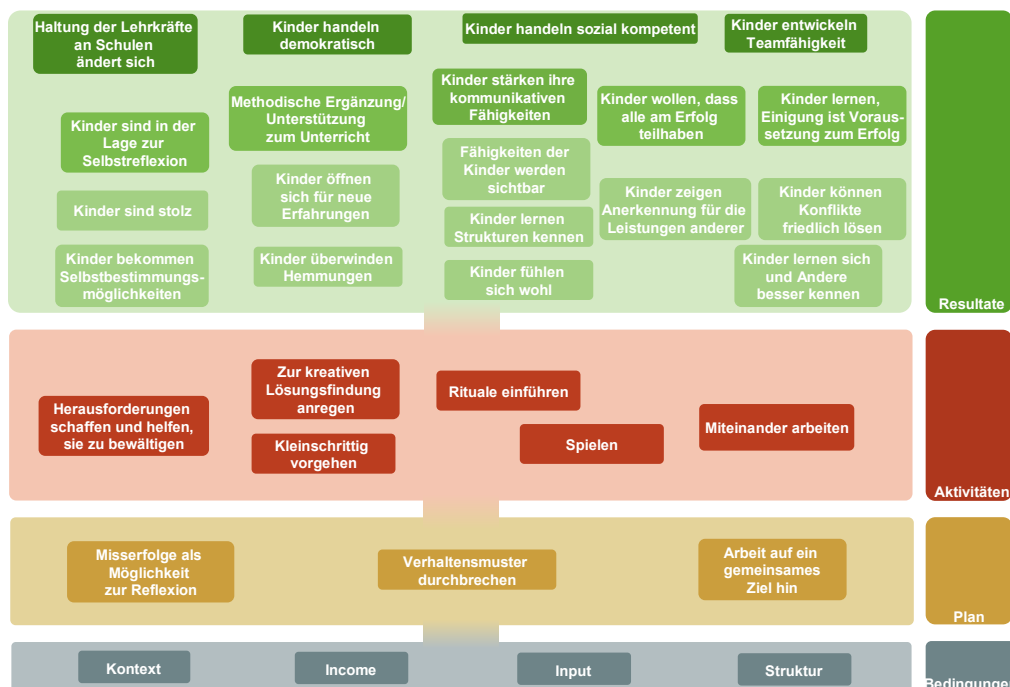 Haltung der Lehrkräfte
an Schulen
ändert sich
Kinder handeln
demokratisch
Kinder handeln sozial kompetent
Kinder entwickeln
Teamfähigkeit
Kinder sind in der
Lage zur
Selbstreflexion
Methodische Ergänzung/
Unterstützung
zum Unterricht
Kinder stärken ihre
kommunikativen
Fähigkeiten
Kinder wollen, dass
alle am Erfolg
teilhaben
Kinder lernen,
Einigung ist Voraus-
setzung zum Erfolg
Fähigkeiten der
Kinder werden
sichtbar
Kinder sind stolz
Kinder öffnen
sich für neue
Erfahrungen
Kinder lernen
Strukturen kennen
Kinder zeigen
Anerkennung für die
Leistungen anderer
Kinder können
Konflikte
friedlich lösen
Kinder bekommen
Selbstbestimmungs-
möglichkeiten
Kinder überwinden
Hemmungen
Kinder fühlen
sich wohl
Kinder lernen sich
und Andere
besser kennen
Resultate
Herausforderungen
schaffen und helfen,
sie zu bewältigen
Zur kreativen
Lösungsfindung
anregen
Kleinschrittig
vorgehen
Rituale einführen
Spielen
Miteinander arbeiten
Aktivitäten
Misserfolge als
Möglichkeit
zur Reflexion
Verhaltensmuster
durchbrechen
Arbeit auf ein
gemeinsames
Ziel hin
Plan
Kontext
Income
Input
Struktur
Bedingungen